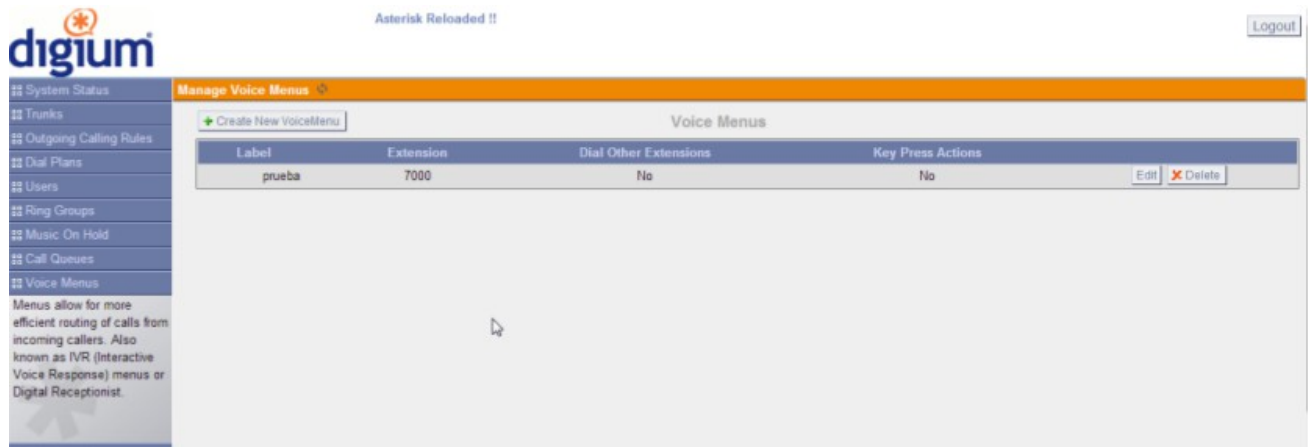 digium
Asterisk Reloaded !!
Logout
System Status
Trunks
Outgoing Calling Rules
Dial Plans
Users
Ring Groups
Music On Hold
Call Queues
Voice Menus
Menus allow for more
efficient routing of calls from
incoming callers. Also
known as IVR (Interactive
Voice Response) menus or
Digital Receptionist.
Manage Voice Menus
Create New VoiceMenu
Voice Menus
Label Extension Dial Other Extensions Key Press Actions
prueba 7000 No No Edit Delete